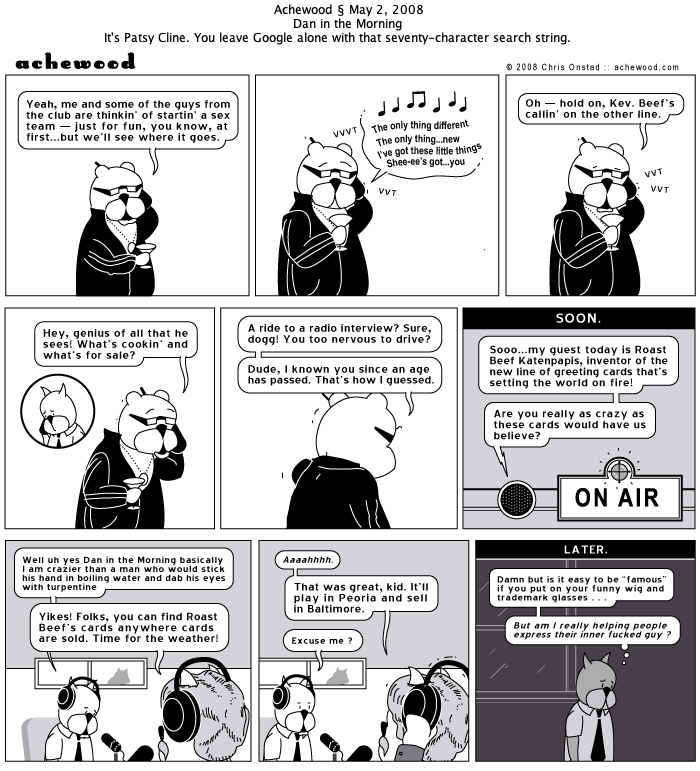 Achewood § May 2, 2008
Dan in the Morning
It's Patsy Cline. You leave Google alone with that seventy-character search string.
achewood
© 2008 Chris Onstad :: achewood.com
Yeah, me and some of the guys from
the club are thinkin' of startin' a sex
team — just for fun, you know, at
first...but we'll see where it goes.
VVVT
The only thing different
The only thing...new
I've got these little things
Shee-ee's got...you
VVT
Oh — hold on, Kev. Beef's
callin' on the other line.
VVT
VVT
Hey, genius of all that he
sees! What's cookin' and
what's for sale?
A ride to a radio interview? Sure,
dogg! You too nervous to drive?
Dude, I known you since an age
has passed. That's how I guessed.
SOON.
Sooo...my guest today is Roast
Beef Katenpapis, inventor of the
new line of greeting cards that's
setting the world on fire!
Are you really as crazy as
these cards would have us
believe?
ON AIR
Well uh yes Dan in the Morning basically
I am crazier than a man who would stick
his hand in boiling water and dab his eyes
with turpentine
Yikes! Folks, you can find Roast
Beef's cards anywhere cards
are sold. Time for the weather!
Aaaahhhh.
That was great, kid. It'll
play in Peoria and sell
in Baltimore.
Excuse me ?
LATER.
Damn but is it easy to be "famous"
if you put on your funny wig and
trademark glasses . . .
But am I really helping people
express their inner fucked guy ?